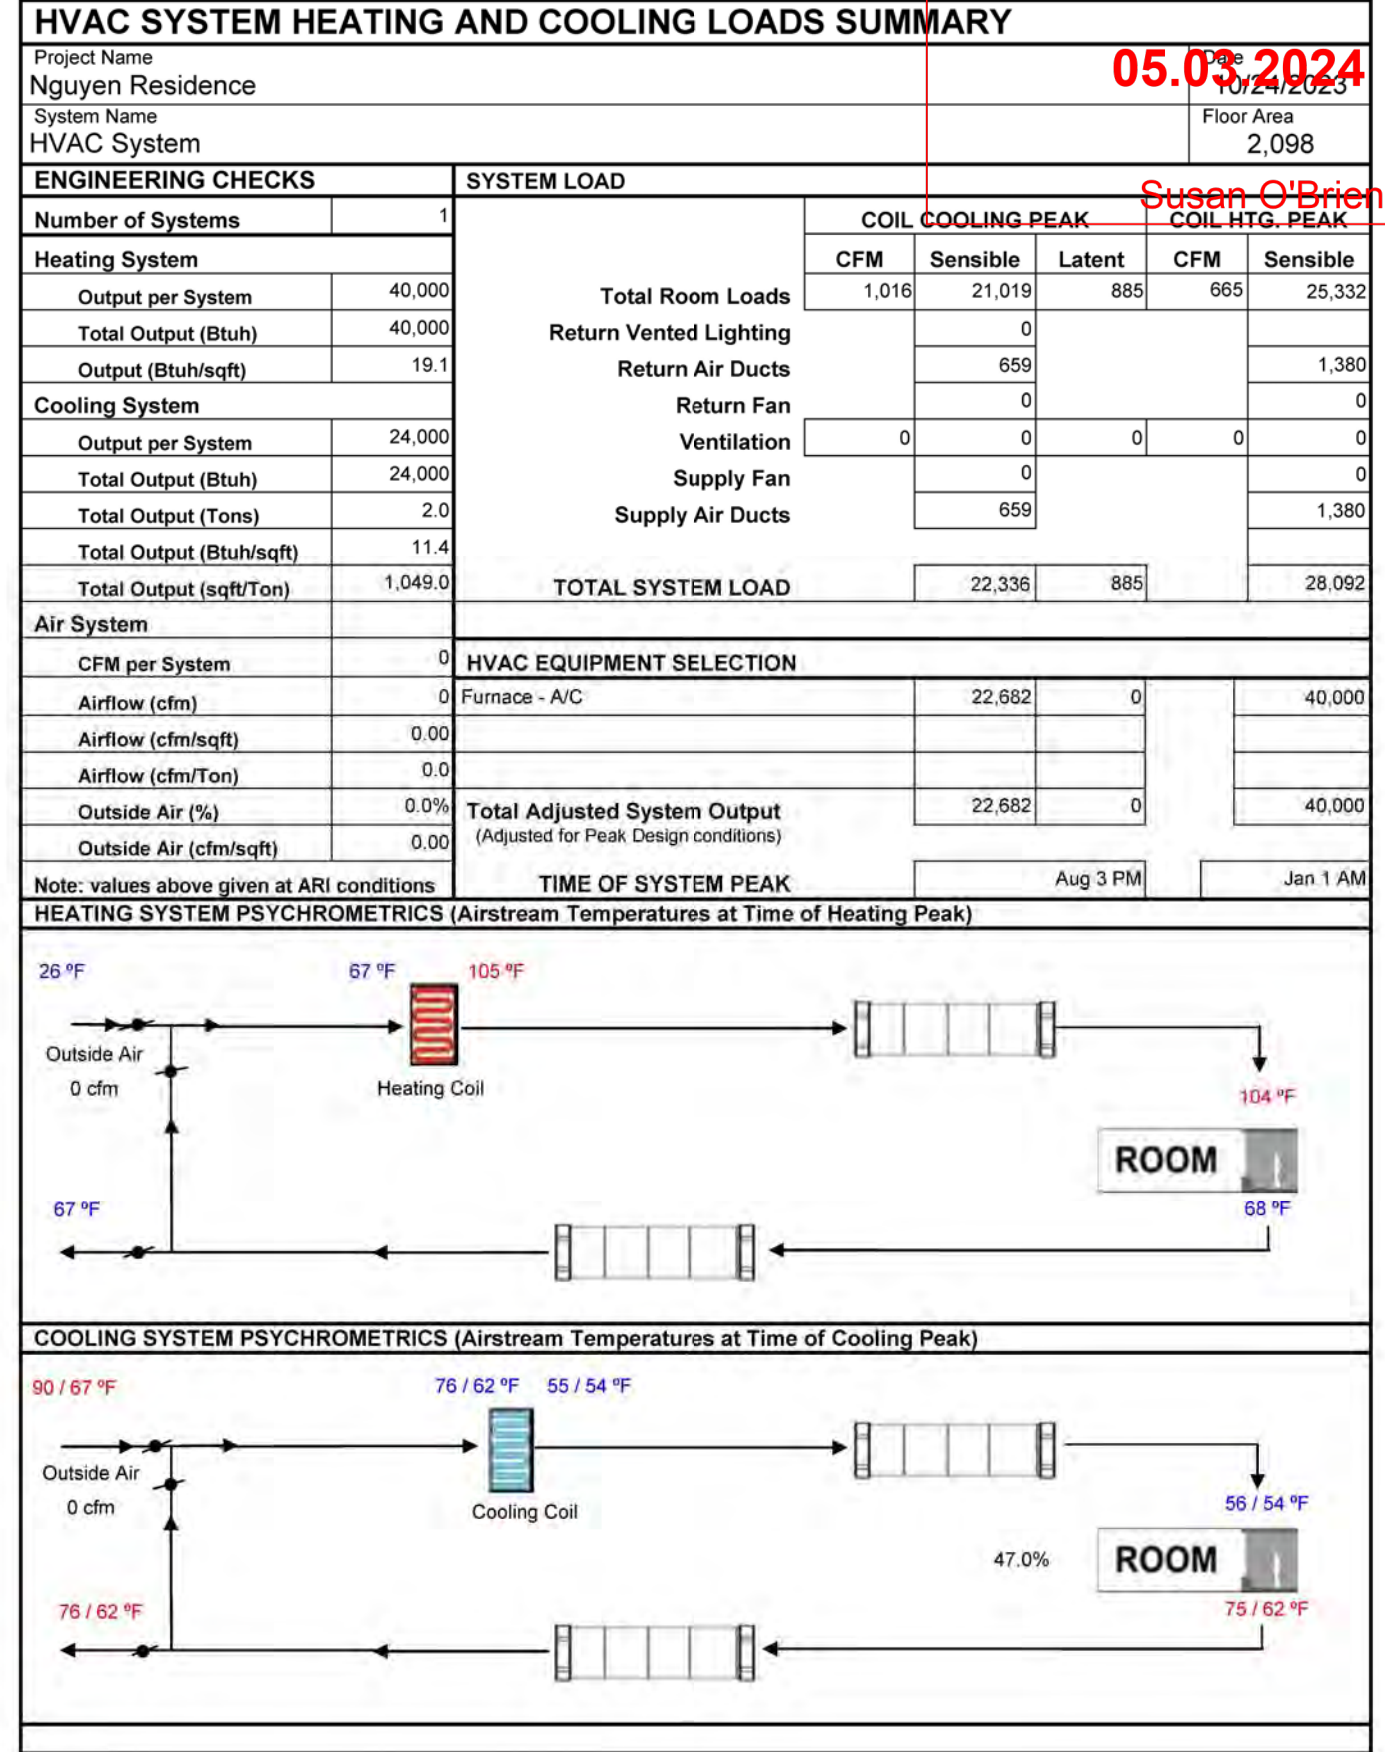 HVAC SYSTEM HEATING AND COOLING LOADS SUMMARY
Project Name
Nguyen Residence
Date
10/24/2023
05.03.2024
System Name
HVAC System
Floor Area
2,098
Susan O'Brien
ENGINEERING CHECKS
Number of Systems 1
Heating System
Output per System 40,000
Total Output (Btuh) 40,000
Output (Btuh/sqft) 19.1
Cooling System
Output per System 24,000
Total Output (Btuh) 24,000
Total Output (Tons) 2.0
Total Output (Btuh/sqft) 11.4
Total Output (sqft/Ton) 1,049.0
Air System
CFM per System 0
Airflow (cfm) 0
Airflow (cfm/sqft) 0.00
Airflow (cfm/Ton) 0.0
Outside Air (%) 0.0%
Outside Air (cfm/sqft) 0.00
Note: values above given at ARI conditions
SYSTEM LOAD
COIL COOLING PEAK COIL HTG. PEAK
CFM Sensible Latent CFM Sensible
Total Room Loads 1,016 21,019 885 665 25,332
Return Vented Lighting 0
Return Air Ducts 659 1,380
Return Fan 0 0
Ventilation 0 0 0 0 0
Supply Fan 0 0
Supply Air Ducts 659 1,380
TOTAL SYSTEM LOAD 22,336 885 28,092
HVAC EQUIPMENT SELECTION
Furnace - A/C 22,682 0 40,000
Total Adjusted System Output 22,682 0 40,000
(Adjusted for Peak Design conditions)
TIME OF SYSTEM PEAK Aug 3 PM Jan 1 AM
HEATING SYSTEM PSYCHROMETRICS (Airstream Temperatures at Time of Heating Peak)
26 ºF 67 ºF 105 ºF
Outside Air
0 cfm
Heating Coil
104 ºF
ROOM
67 ºF
68 ºF
COOLING SYSTEM PSYCHROMETRICS (Airstream Temperatures at Time of Cooling Peak)
90 / 67 ºF 76 / 62 ºF 55 / 54 ºF
Outside Air
0 cfm
Cooling Coil
56 / 54 ºF
47.0% ROOM
76 / 62 ºF
75 / 62 ºF